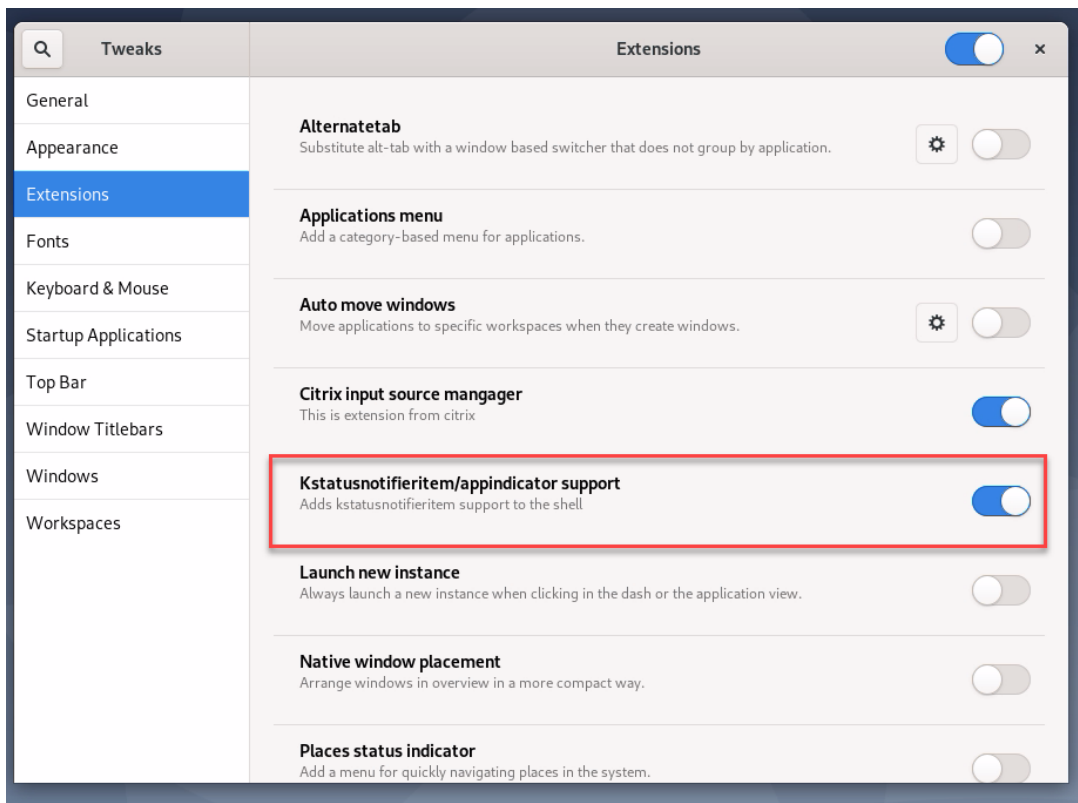 Tweaks
Extensions
General
Appearance
Extensions
Fonts
Keyboard & Mouse
Startup Applications
Top Bar
Window Titlebars
Windows
Workspaces
Alternatetab
Substitute alt-tab with a window based switcher that does not group by application.
Applications menu
Add a category-based menu for applications.
Auto move windows
Move applications to specific workspaces when they create windows.
Citrix input source mangager
This is extension from citrix
Kstatusnotifieritem/appindicator support
Adds kstatusnotifieritem support to the shell
Launch new instance
Always launch a new instance when clicking in the dash or the application view.
Native window placement
Arrange windows in overview in a more compact way.
Places status indicator
Add a menu for quickly navigating places in the system.